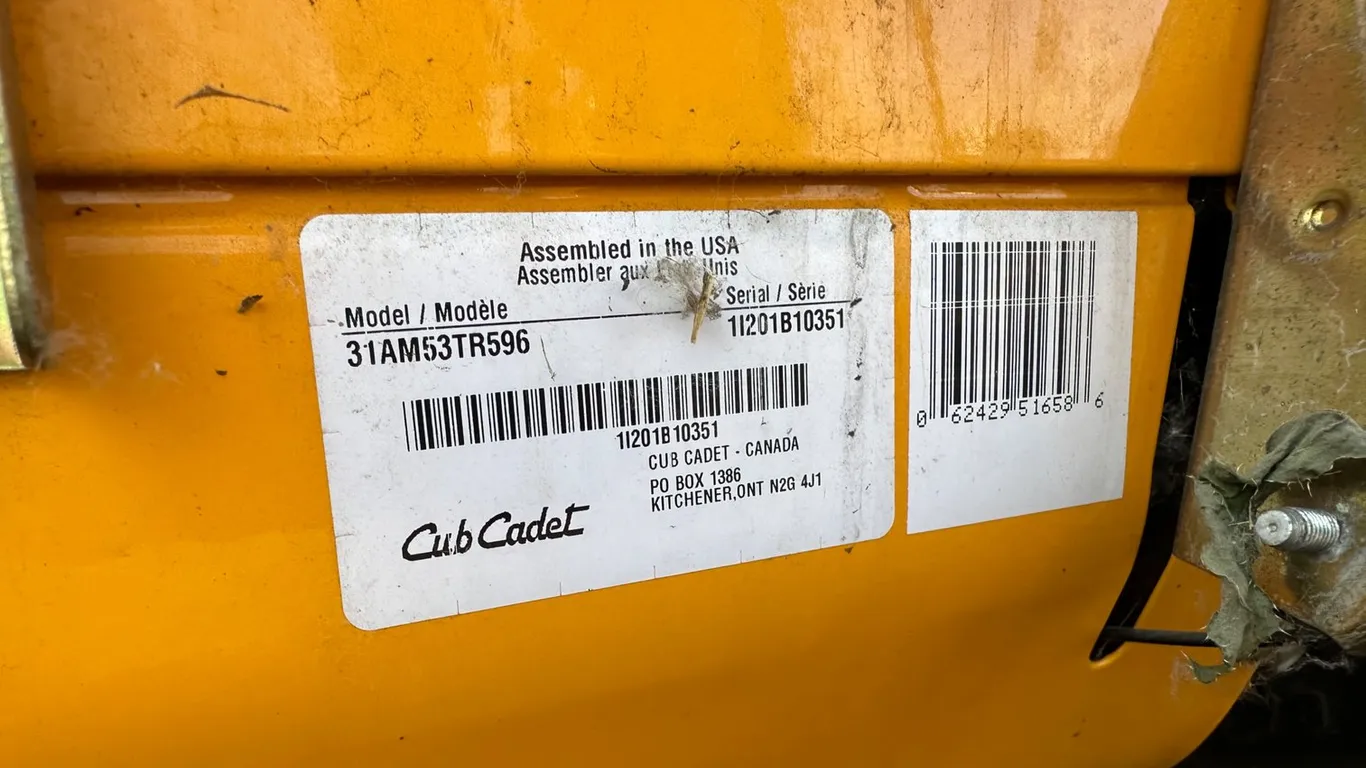 Assembled in the USA
Assembler aux
Model / Modèle
Serial / Série
31AM53TR596
1I201B10351
1I201B10351
CUB CADET - CANADA
PO BOX 1386
KITCHENER,ONT N2G 4J1
Cub Cadet
0 62429 51658 6